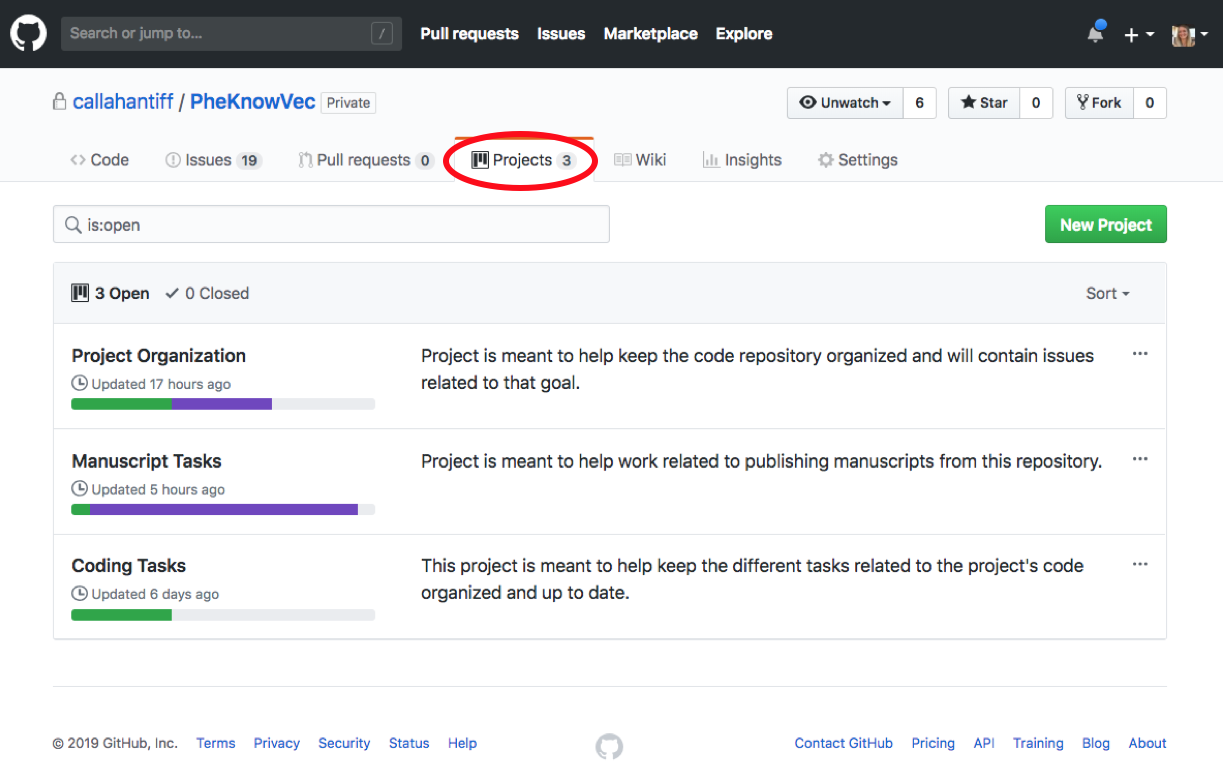 Search or jump to... /
Pull requests Issues Marketplace Explore
callahantiff / PheKnowVec Private
Unwatch 6 Star 0 Fork 0
Code Issues 19 Pull requests 0 Projects 3 Wiki Insights Settings
is:open
New Project
3 Open 0 Closed
Sort
Project Organization
Updated 17 hours ago
Project is meant to help keep the code repository organized and will contain issues
related to that goal.
Manuscript Tasks
Updated 5 hours ago
Project is meant to help work related to publishing manuscripts from this repository.
Coding Tasks
Updated 6 days ago
This project is meant to help keep the different tasks related to the project's code
organized and up to date.
© 2019 GitHub, Inc. Terms Privacy Security Status Help
Contact GitHub Pricing API Training Blog About